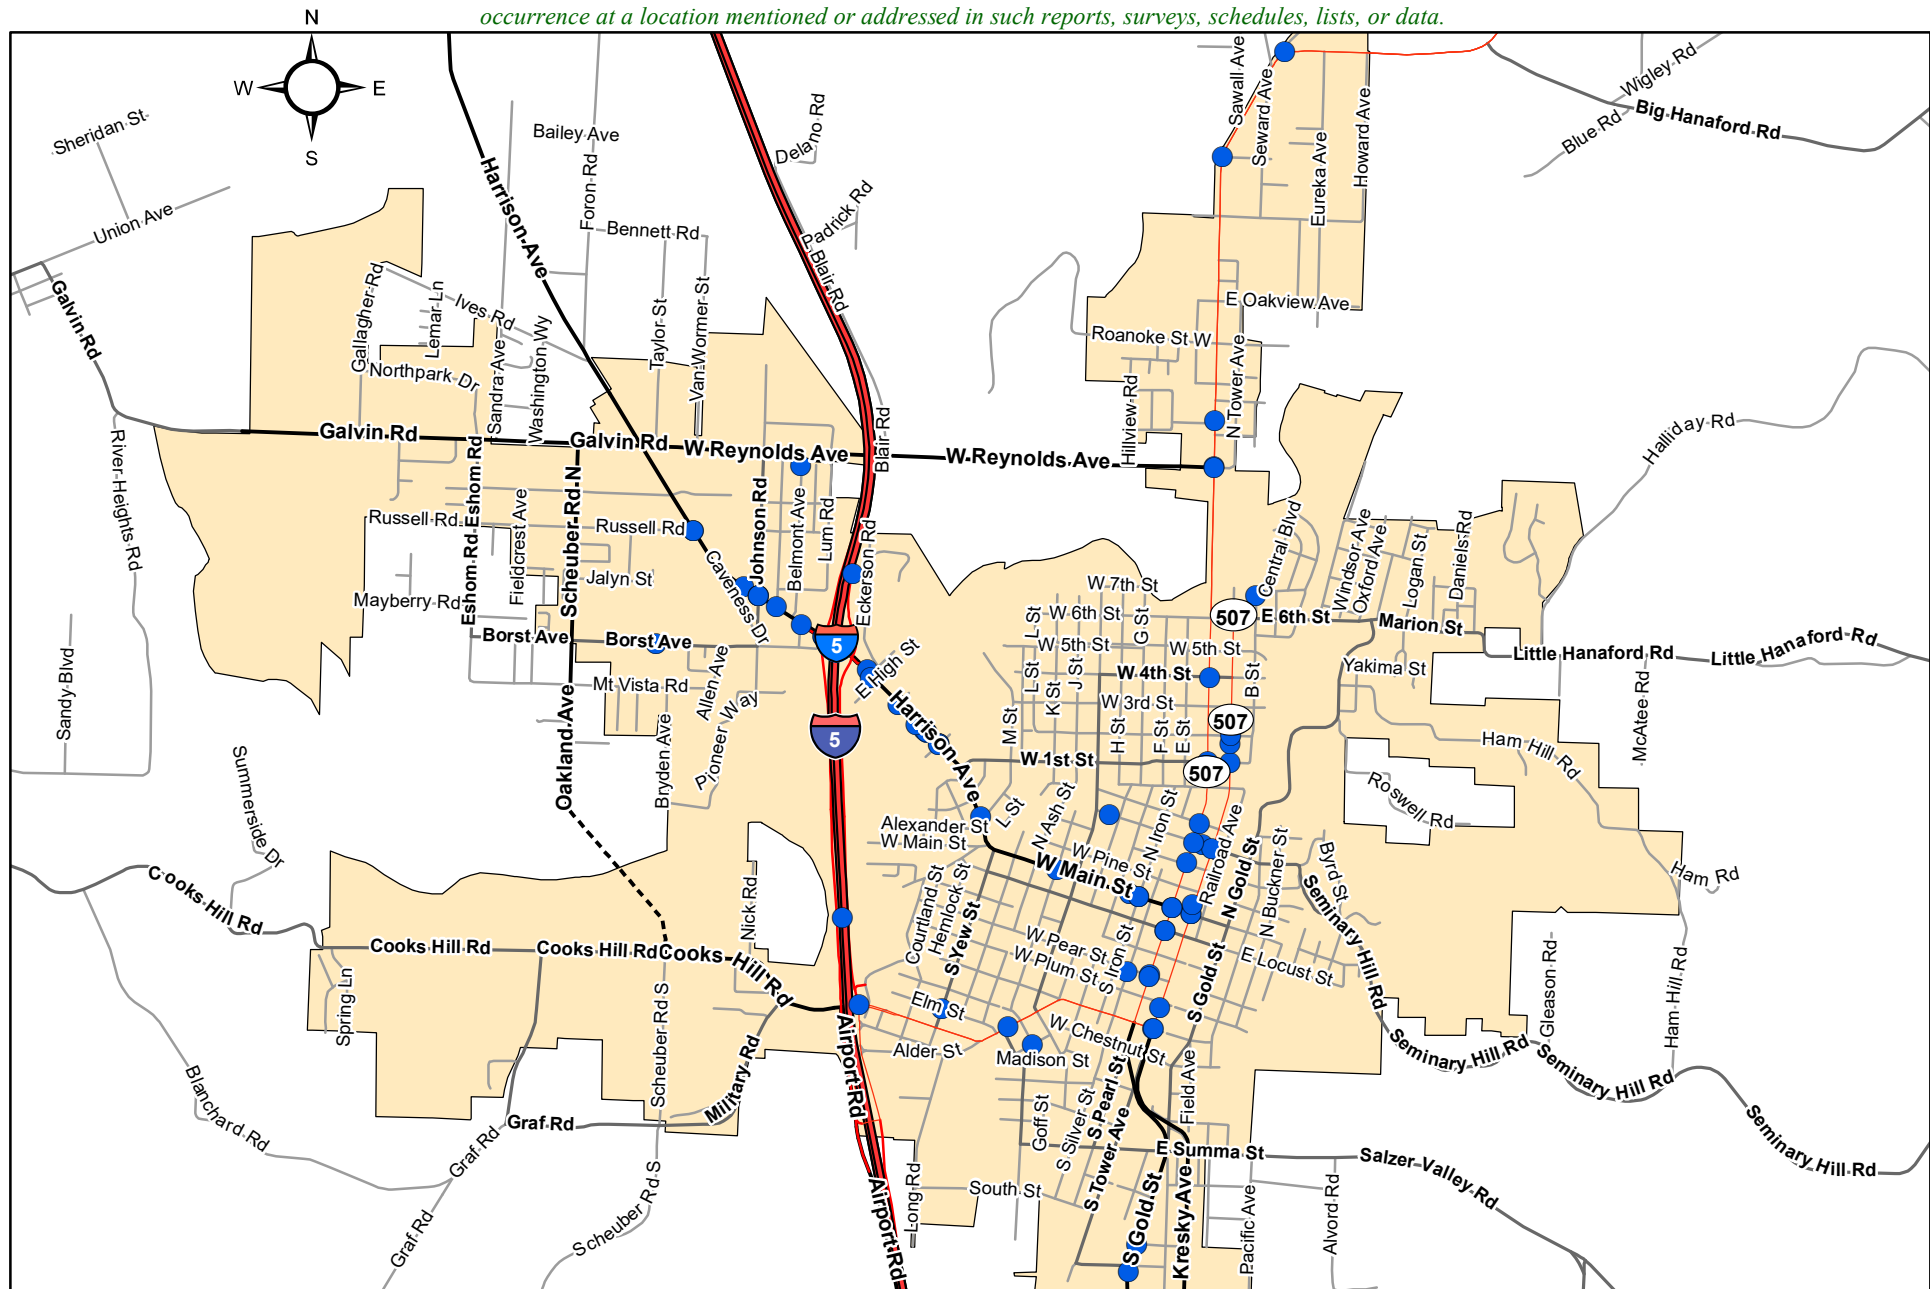 occurrence at a location mentioned or addressed in such reports, surveys, schedules, lists, or data.
N
W
E
S
Sheridan St
Union Ave
Galvin Rd
River Heights Rd
Sandy Blvd
Bailey Ave
Foron Rd
Bennett Rd
Harrison Ave
Gallagher Rd
Lemar Ln
Ives Rd
Northpark Dr
Sandra Ave
Washington Wy
Taylor St
Van Wormer St
Delano Rd
Padrick Rd
Blair Rd
Blair Rd
Galvin Rd
Galvin Rd
W Reynolds Ave
W Reynolds Ave
Eshom Rd
Eshom Rd
Scheuber Rd N
Fieldcrest Ave
Russell Rd
Russell Rd
Jalyn St
Mayberry Rd
Borst Ave
Borst Ave
Caveness Dr
Johnson Rd
Belmont Ave
Lum Rd
Eckerson Rd
Mt Vista Rd
Allen Ave
Pioneer Way
Bryden Ave
Oakland Ave
5
5
E High St
Harrison Ave
Sawall Ave
Seward Ave
Eureka Ave
Howard Ave
Wigley Rd
Blue Rd
Big Hanaford Rd
E Oakview Ave
Roanoke St W
Hillview Rd
N Tower Ave
Halliday Rd
Central Blvd
Windsor Ave
Oxford Ave
Logan St
Daniels Rd
W 7th St
W 6th St
W 5th St
W 5th St
W 4th St
W 3rd St
W 1st St
L St
L St
K St
J St
G St
M St
H St
F St
E St
B St
507
507
507
E 6th St
Marion St
Yakima St
Little Hanaford Rd
Little Hanaford Rd
McAtee Rd
Ham Hill Rd
Roswell Rd
Ham Rd
Summerside Dr
Cooks Hill Rd
Cooks Hill Rd
Cooks Hill Rd
Cooks Hill Rd
Nick Rd
Spring Ln
Scheuber Rd S
Military Rd
Graf Rd
Graf Rd
Graf Rd
Blanchard Rd
Scheuber Rd S
Airport Rd
Airport Rd
Long Rd
Alexander St
W Main St
L St
N Ash St
W Pine St
W Main St
N Iron St
Railroad Ave
N Gold St
N Buckner St
Byrd St
Courtland St
Hemlock St
S Yew St
W Pear St
W Plum St
S Iron St
S Gold St
E Locust St
Seminary Hill Rd
Seminary Hill Rd
Seminary Hill Rd
Seminary Hill Rd
Gleason Rd
Ham Hill Rd
Elm St
Alder St
W Chestnut St
Madison St
Goff St
S Silver St
S Pearl St
S Tower Ave
Field Ave
E Summa St
Salzer Valley Rd
South St
S Gold St
Kresky Ave
Pacific Ave
Alvord Rd